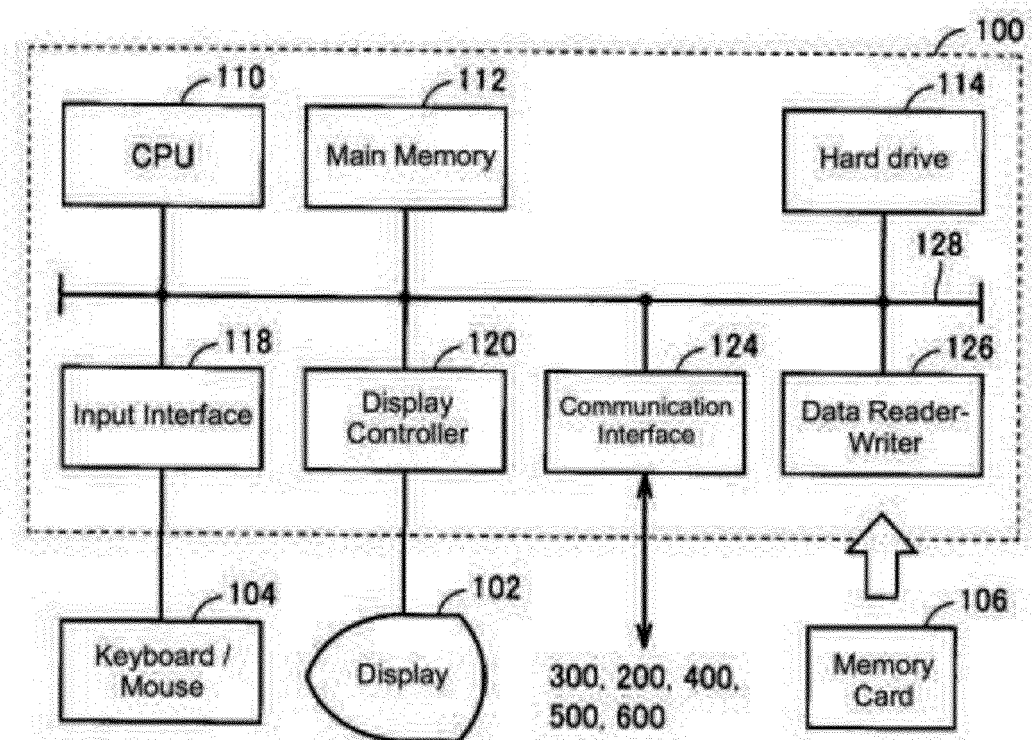 100
110
112
114
CPU
Main Memory
Hard drive
128
118
120
124
126
Input Interface
Display
Controller
Communication
Interface
Data Reader-
Writer
104
102
106
Keyboard /
Mouse
Display
300, 200, 400,
500, 600
Memory
Card